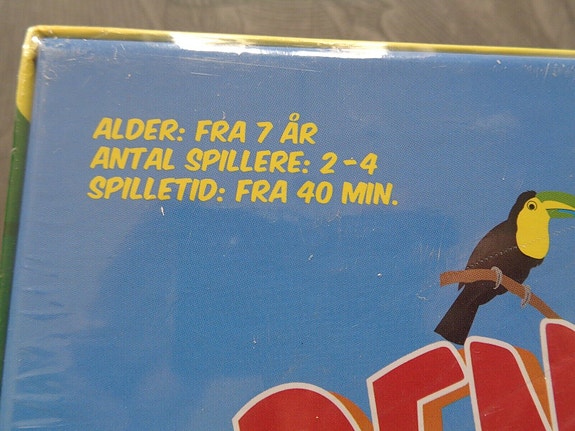 ALDER: FRA 7 ÅR
ANTAL SPILLERE: 2-4
SPILLETID: FRA 40 MIN.